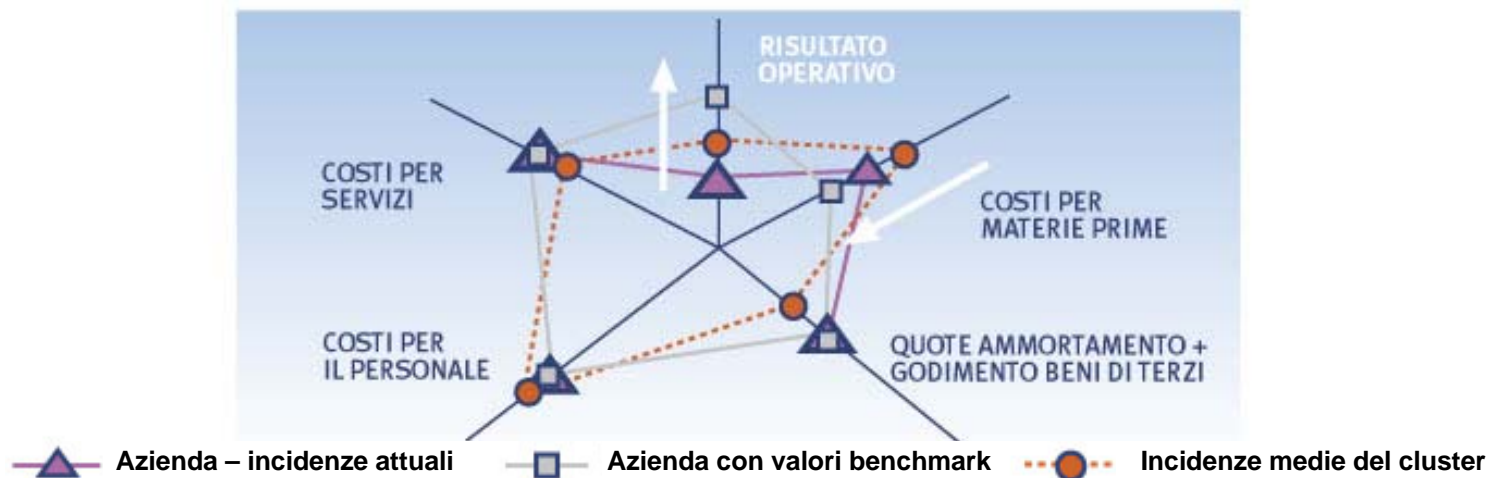 RISULTATO
OPERATIVO
COSTI PER
SERVIZI
COSTI PER
MATERIE PRIME
COSTI PER
IL PERSONALE
QUOTE AMMORTAMENTO +
GODIMENTO BENI DI TERZI
Azienda – incidenze attuali
Azienda con valori benchmark
Incidenze medie del cluster